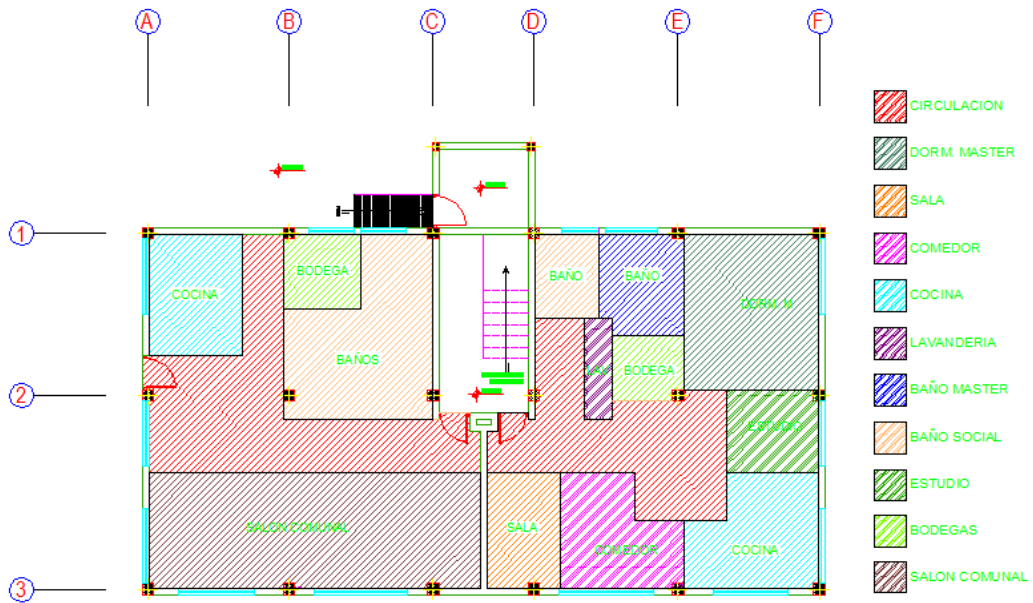 A B C D E F
CIRCULACION
DORM. MASTER
SALA
COMEDOR
COCINA
LAVANDERIA
BAÑO MASTER
BAÑO SOCIAL
ESTUDIO
BODEGAS
SALON COMUNAL
1
BODEGA
BAÑO
BAÑO
COCINA
DORM. M
BAÑOS
LAV
BODEGA
2
ESTUDIO
SALON COMUNAL
SALA
COMEDOR
COCINA
3